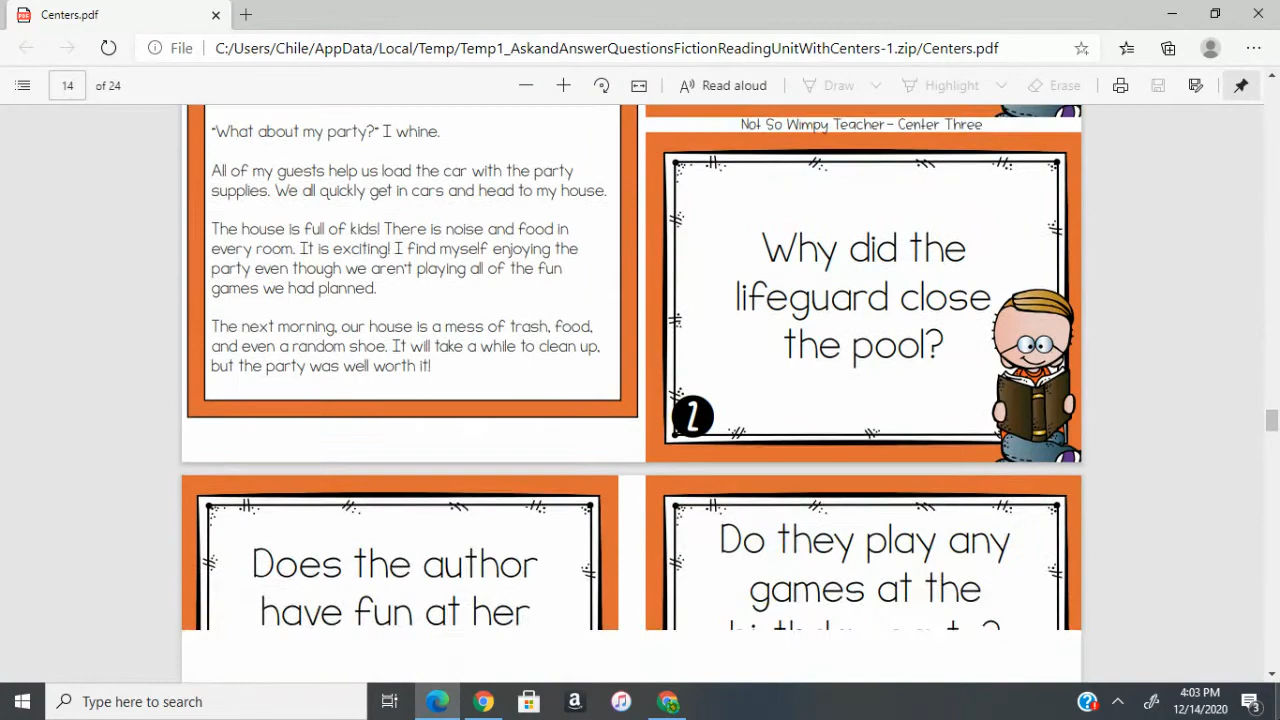 Centers.pdf
File
C:/Users/Chile/AppData/Local/Temp/Temp1_AskandAnswerQuestionsFictionReadingUnitWithCenters-1.zip/Centers.pdf
14 of 24
Read aloud
Draw
Highlight
Erase
"What about my party?" I whine.
All of my guests help us load the car with the party
supplies. We all quickly get in cars and head to my house.
The house is full of kids! There is noise and food in
every room. It is exciting! I find myself enjoying the
party even though we aren't playing all of the fun
games we had planned.
The next morning, our house is a mess of trash, food,
and even a random shoe. It will take a while to clean up,
but the party was well worth it!
Not So Wimpy Teacher- Center Three
Why did the
lifeguard close
the pool?
2
Does the author
have fun at her
Do they play any
games at the
Type here to search
4:03 PM
12/14/2020
3